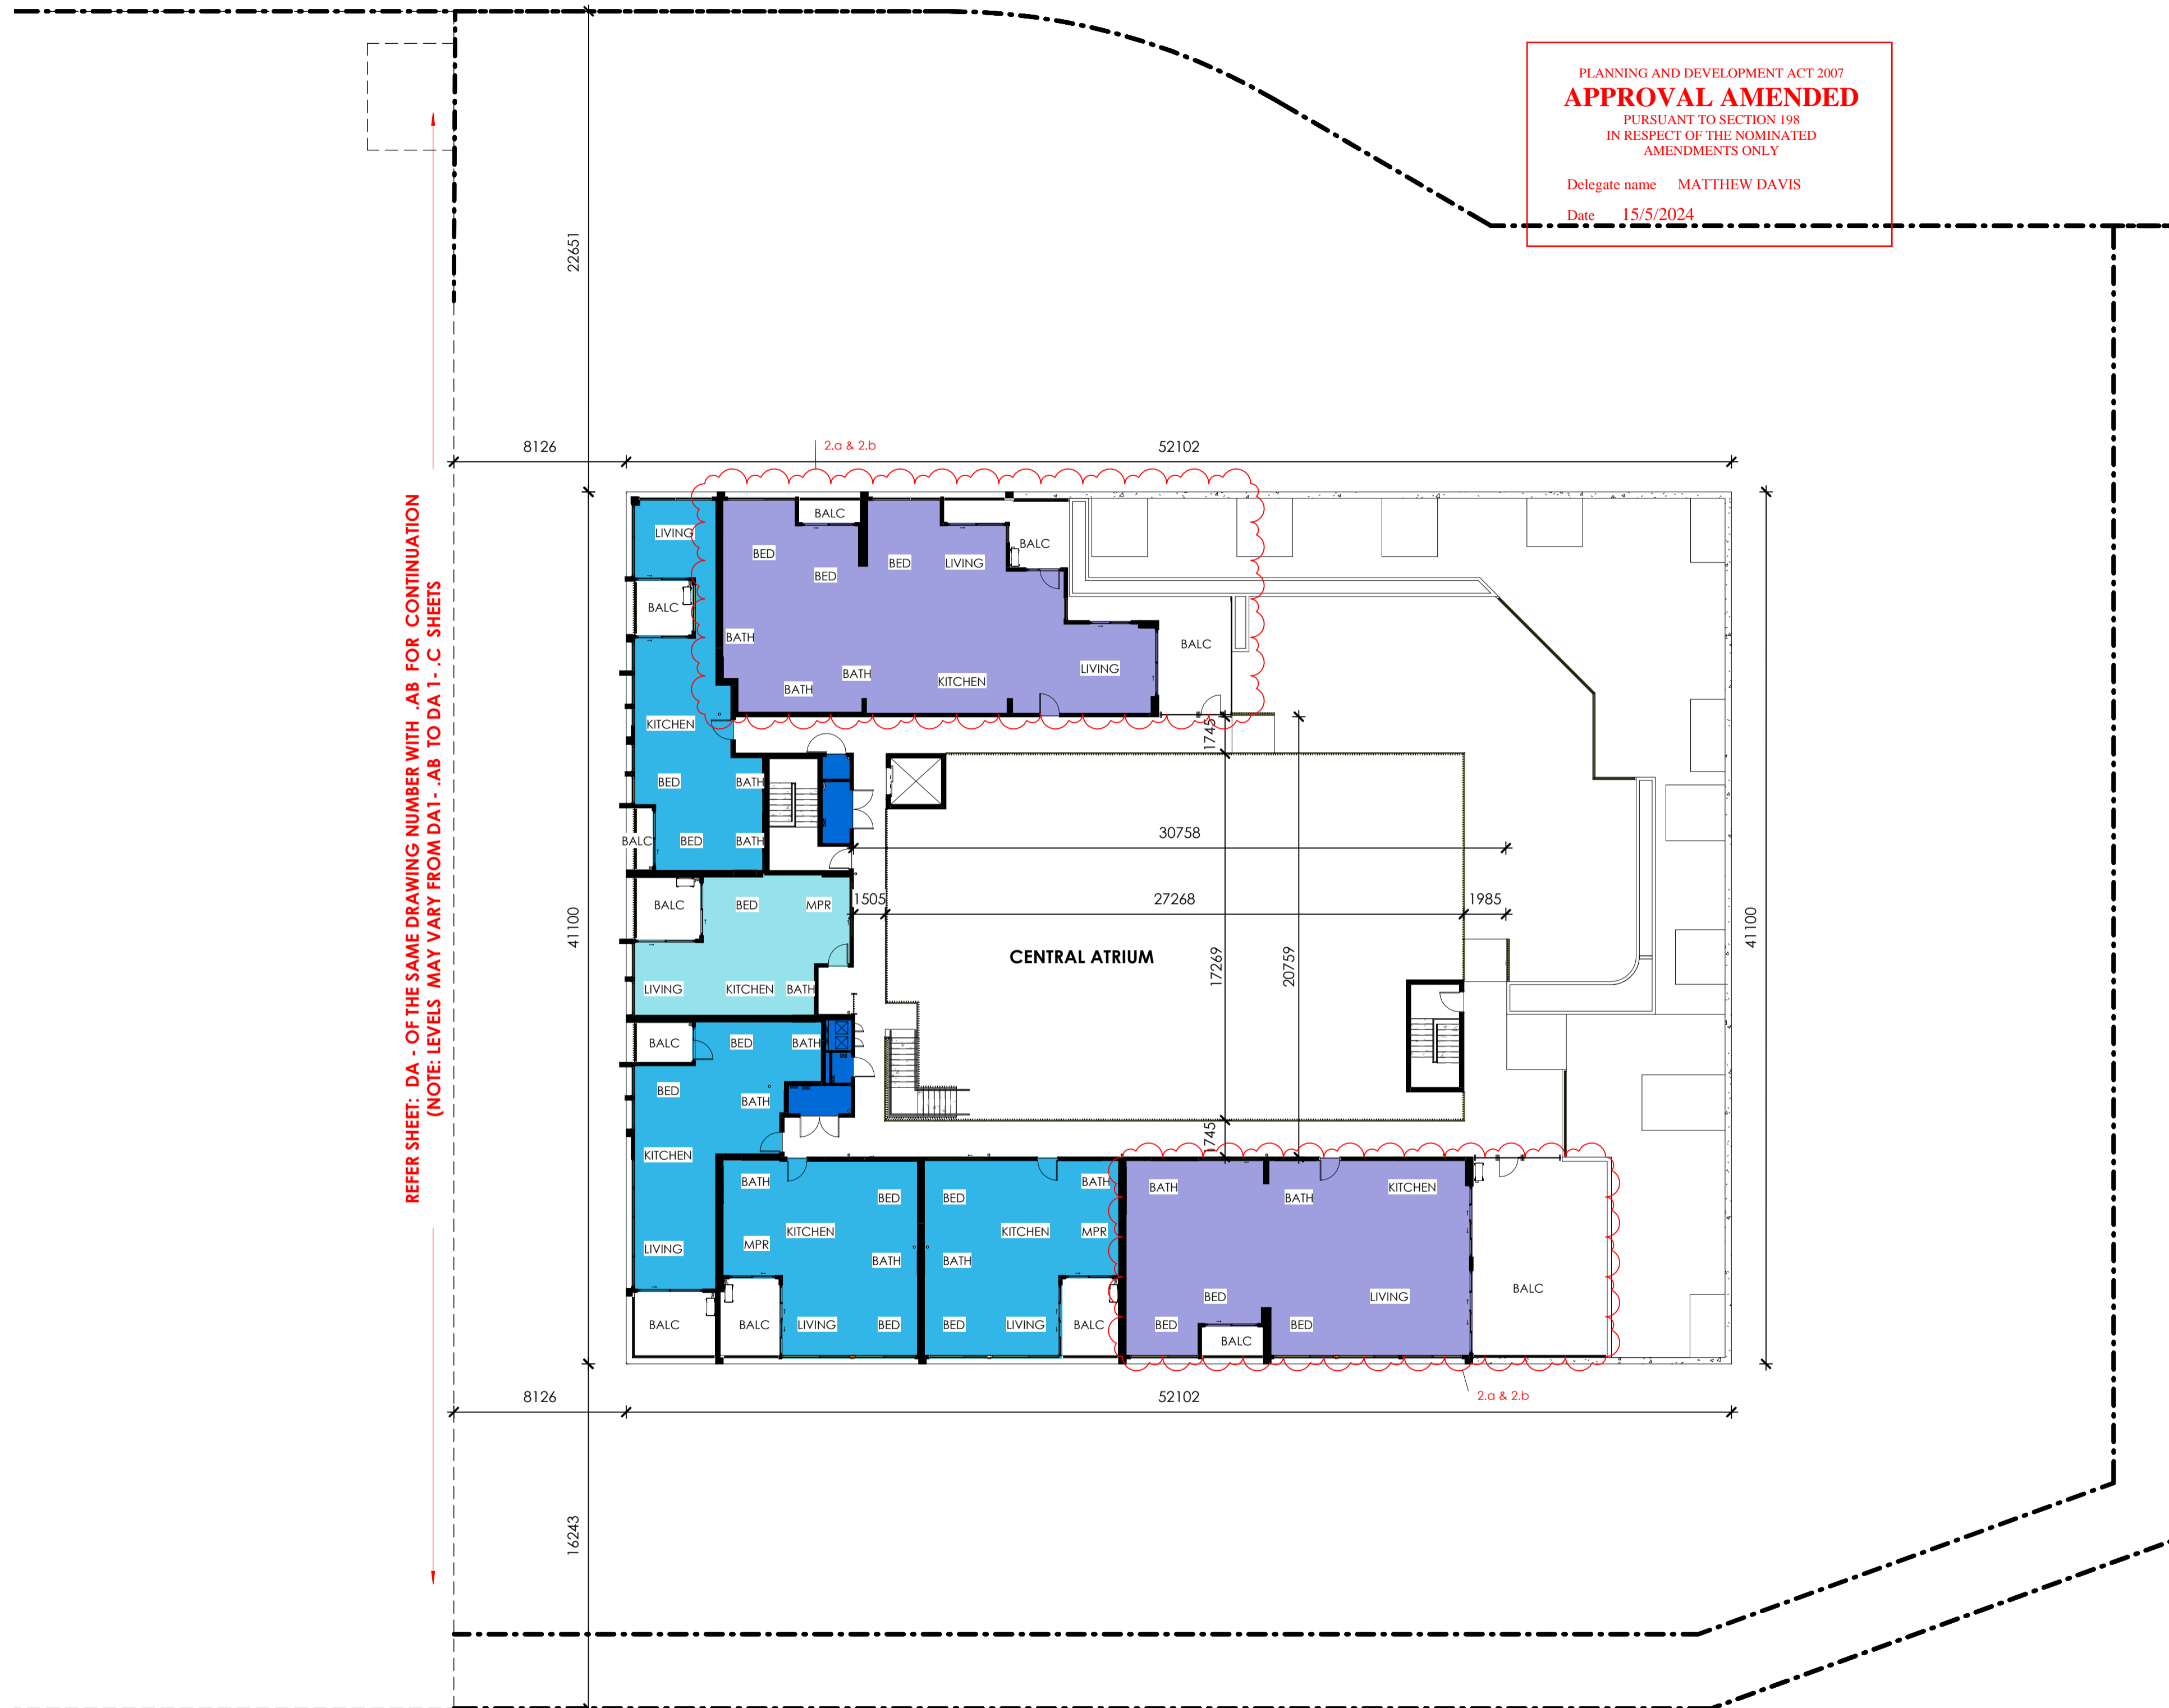 PLANNING AND DEVELOPMENT ACT 2007
APPROVAL AMENDED
PURSUANT TO SECTION 198
IN RESPECT OF THE NOMINATED
AMENDMENTS ONLY
Delegate name MATTHEW DAVIS
Date 15/5/2024
22651
8126
2.a & 2.b
52102
REFER SHEET: DA - OF THE SAME DRAWING NUMBER WITH .AB FOR CONTINUATION
(NOTE: LEVELS MAY VARY FROM DA1- .AB TO DA 1- .C SHEETS
BALC
LIVING
BALC
BED
BED
BED
LIVING
BALC
BATH
BALC
BATH
LIVING
BATH
KITCHEN
KITCHEN
1745
BED
BATH
30758
BALC
BED
BATH
BALC
BED
MPR
1505
27268
1985
41100
41100
CENTRAL ATRIUM
17269
20759
LIVING
KITCHEN
BATH
BALC
BED
BATH
BED
BATH
1745
KITCHEN
BATH
BED
BED
BATH
BATH
BATH
KITCHEN
KITCHEN
KITCHEN
MPR
MPR
LIVING
BATH
BATH
BALC
BED
LIVING
BALC
BALC
LIVING
BED
BED
LIVING
BALC
BED
BED
BALC
8126
52102
2.a & 2.b
16243